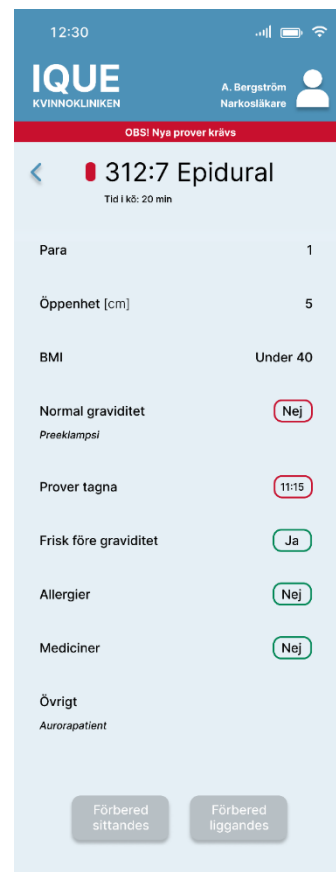 12:30
IQUE
KVINNOKLINIKEN
A. Bergström
Narkosläkare
OBS! Nya prover krävs
312:7 Epidural
Tid i kö: 20 min
Para 1
Öppenhet [cm] 5
BMI Under 40
Normal graviditet Nej
Preeklampsi
Prover tagna 11:15
Frisk före graviditet Ja
Allergier Nej
Mediciner Nej
Övrigt
Aurorapatient
Förbered sittandes
Förbered liggandes